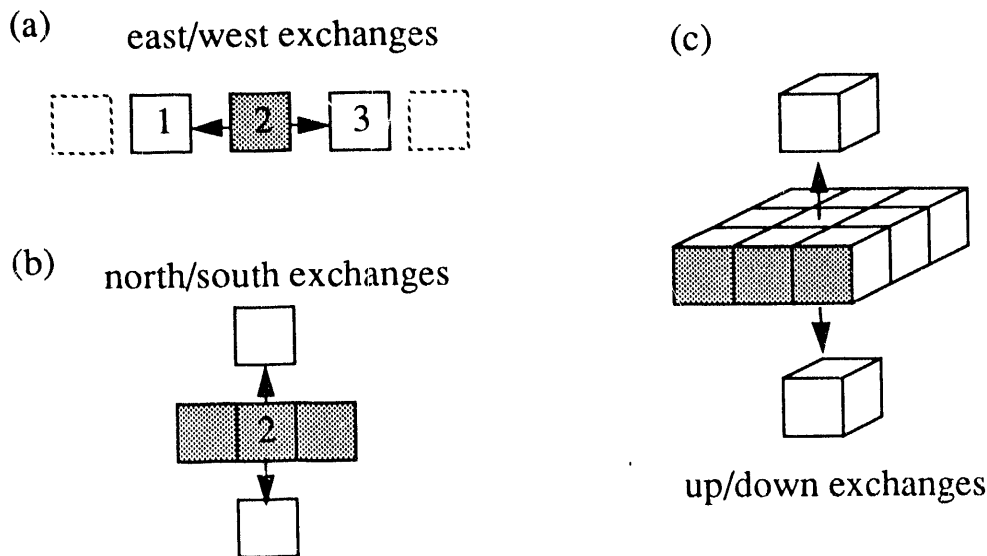 (a)
east/west exchanges
1 2 3
(b)
north/south exchanges
2
(c)
up/down exchanges